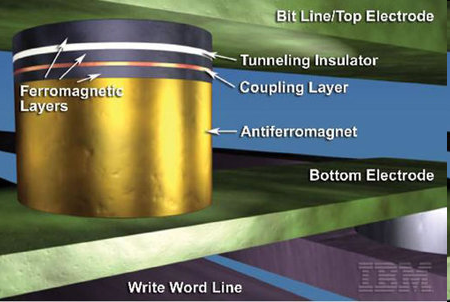 Bit Line/Top Electrode
Tunneling Insulator
Coupling Layer
Ferromagnetic
Layers
Antiferromagnet
Bottom Electrode
Write Word Line
IBM